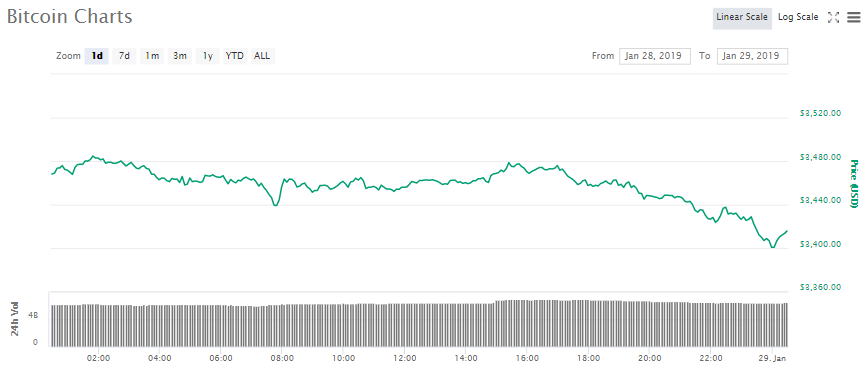 Bitcoin Charts
Linear Scale Log Scale
Zoom 1d 7d 1m 3m 1y YTD ALL
From Jan 28, 2019 To Jan 29, 2019
$3,520.00
$3,480.00
$3,440.00
$3,400.00
$3,360.00
Price (USD)
24h Vol
4B
0
02:00 04:00 06:00 08:00 10:00 12:00 14:00 16:00 18:00 20:00 22:00 29. Jan